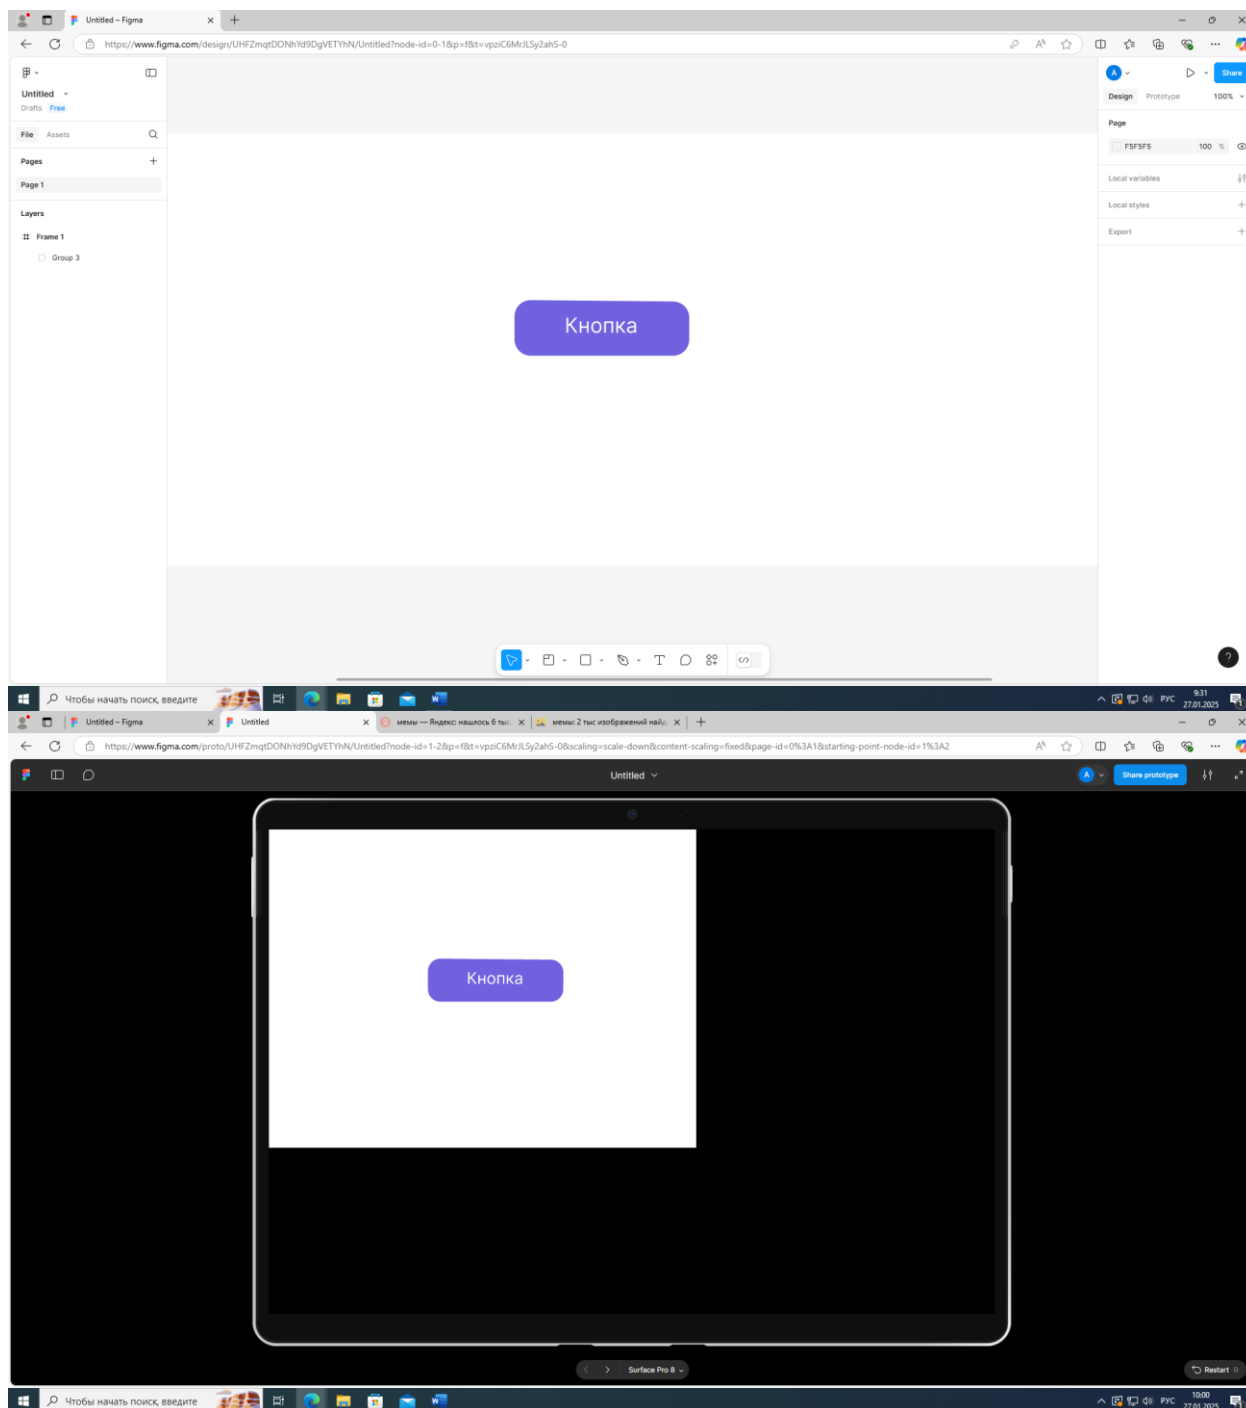 Untitled – Figma
https://www.figma.com/design/UHFZmqtDONhYd9DgVETYhN/Untitled?node-id=0-1&p=f&t=vpziC6MrJLSy2ahS-0
Untitled
Drafts Free
File Assets
Pages
Page 1
Layers
Frame 1
Group 3
Кнопка
A
Share
Design Prototype 100%
Page
F5F5F5 100 %
Local variables
Local styles
Export
?
Чтобы начать поиск, введите
РУС
9:31
27.01.2025
Untitled – Figma
Untitled
мемы — Яндекс: нашлось 6 тыс.
мемы: 2 тыс изображений найд
https://www.figma.com/proto/UHFZmqtDONhYd9DgVETYhN/Untitled?node-id=1-2&p=f&t=vpziC6MrJLSy2ahS-0&scaling=scale-down&content-scaling=fixed&page-id=0%3A1&starting-point-node-id=1%3A2
Untitled
A
Share prototype
Кнопка
Surface Pro 8
Restart R
Чтобы начать поиск, введите
РУС
10:00
27.01.2025